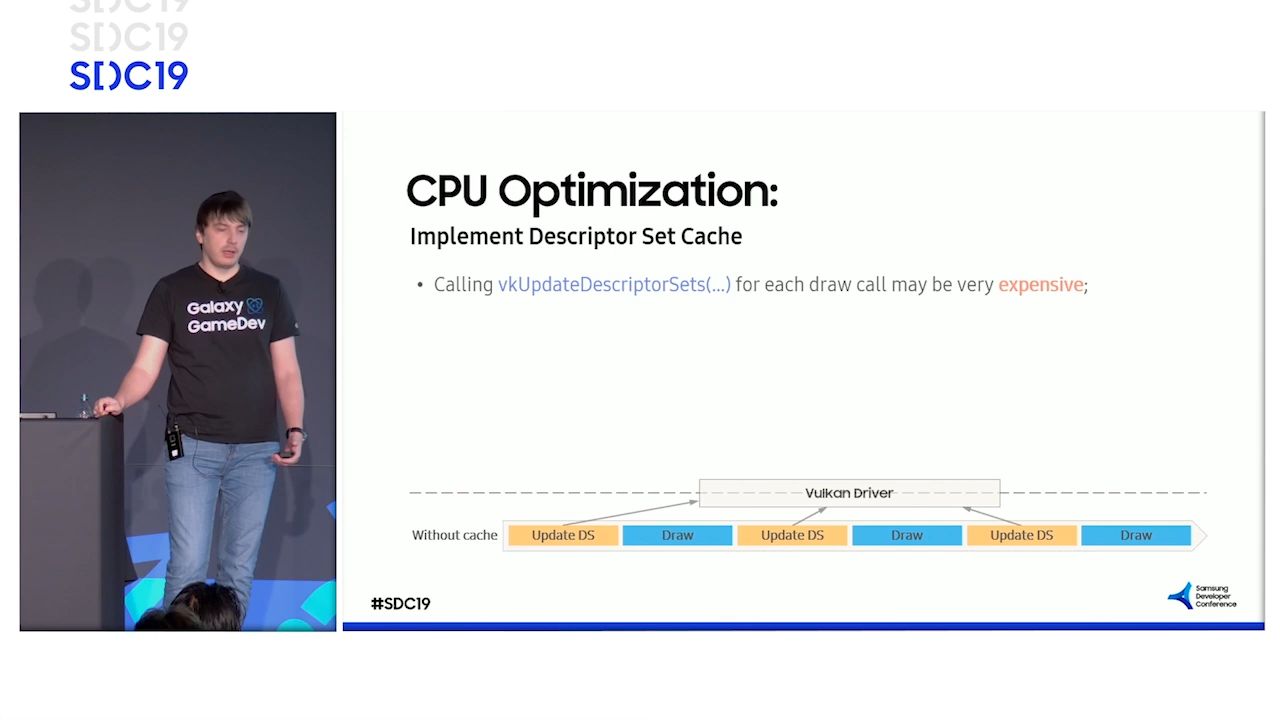 SDC19
SDC19
SDC19
Galaxy
GameDev
CPU Optimization:
Implement Descriptor Set Cache
• Calling vkUpdateDescriptorSets(...) for each draw call may be very expensive;
Vulkan Driver
Without cache Update DS Draw Update DS Draw Update DS Draw
#SDC19
Samsung
Developer
Conference